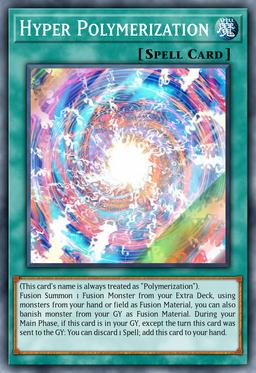 Hyper Polymerization
[Spell Card]
(This card's name is always treated as "Polymerization").
Fusion Summon 1 Fusion Monster from your Extra Deck, using
monsters from your hand or field as Fusion Material, you can also
banish monster from your GY as Fusion Material. During your
Main Phase, if this card is in your GY, except the turn this card was
sent to the GY: You can discard 1 Spell; add this card to your hand.